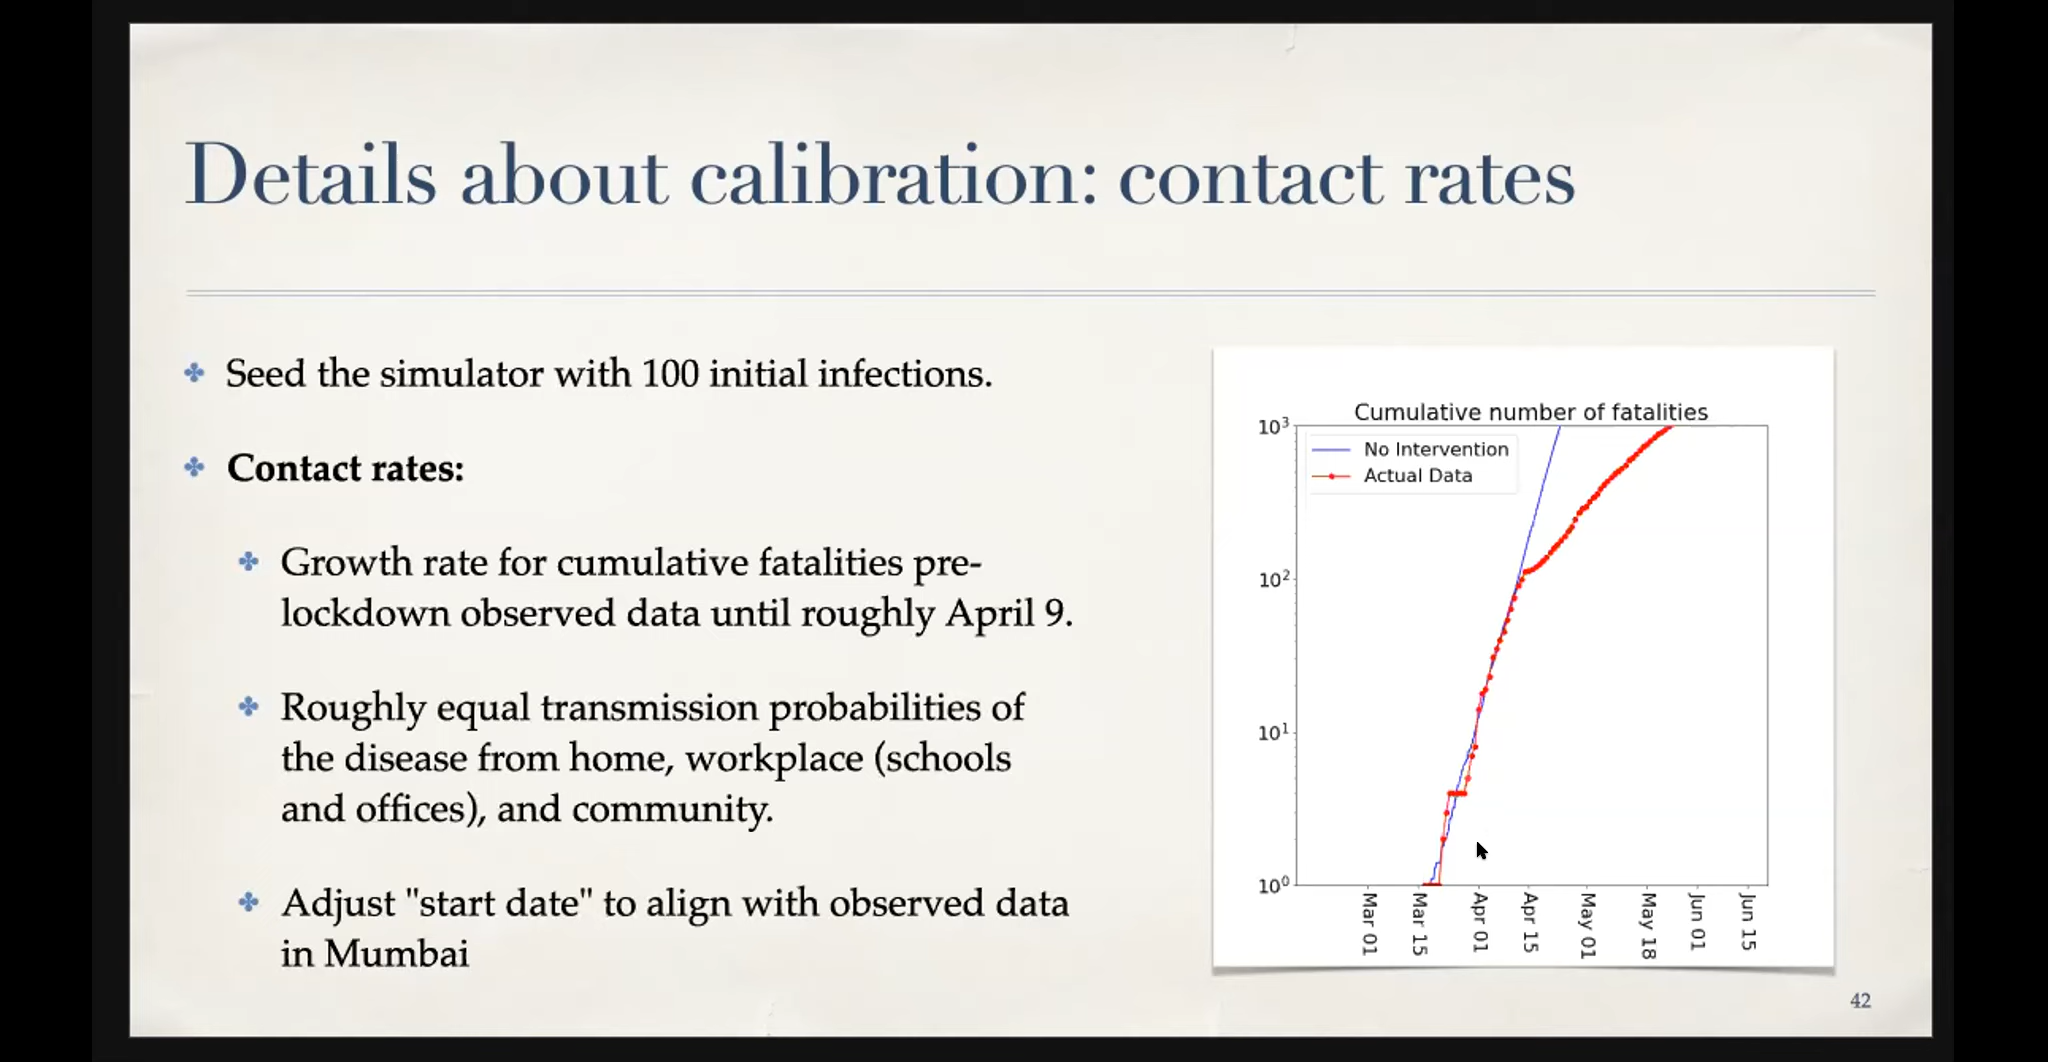 Details about calibration: contact rates
Seed the simulator with 100 initial infections.
Contact rates:
Growth rate for cumulative fatalities pre-
lockdown observed data until roughly April 9.
Roughly equal transmission probabilities of
the disease from home, workplace (schools
and offices), and community.
Adjust "start date" to align with observed data
in Mumbai
Cumulative number of fatalities
No Intervention
Actual Data
10³
10²
10¹
10⁰
Mar 01
Mar 15
Apr 01
Apr 15
May 01
May 18
Jun 01
Jun 15
42